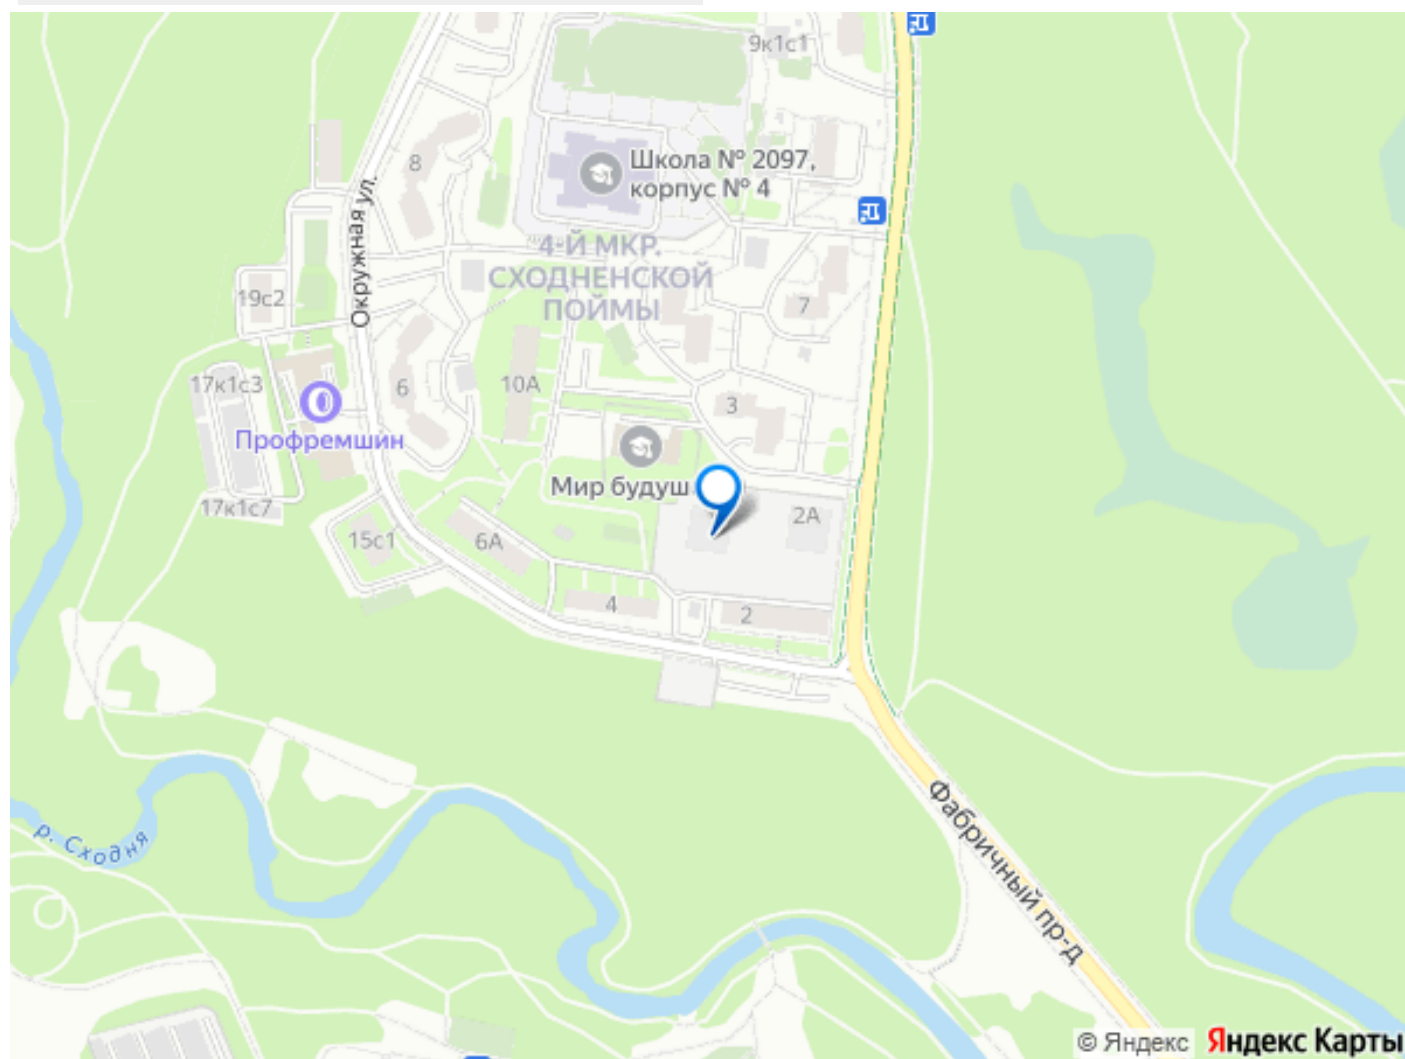 9к1с1
Школа № 2097,
корпус № 4
8
Окружная ул.
4-Й МКР.
СХОДНЕНСКОЙ
ПОЙМЫ
19с2
7
17к1с3
6
10А
3
Профремшин
Мир будущ
17к1с7
2А
15с1
6А
4
2
р. Сходня
Фабричный пр-д
© Яндекс Яндекс Карты